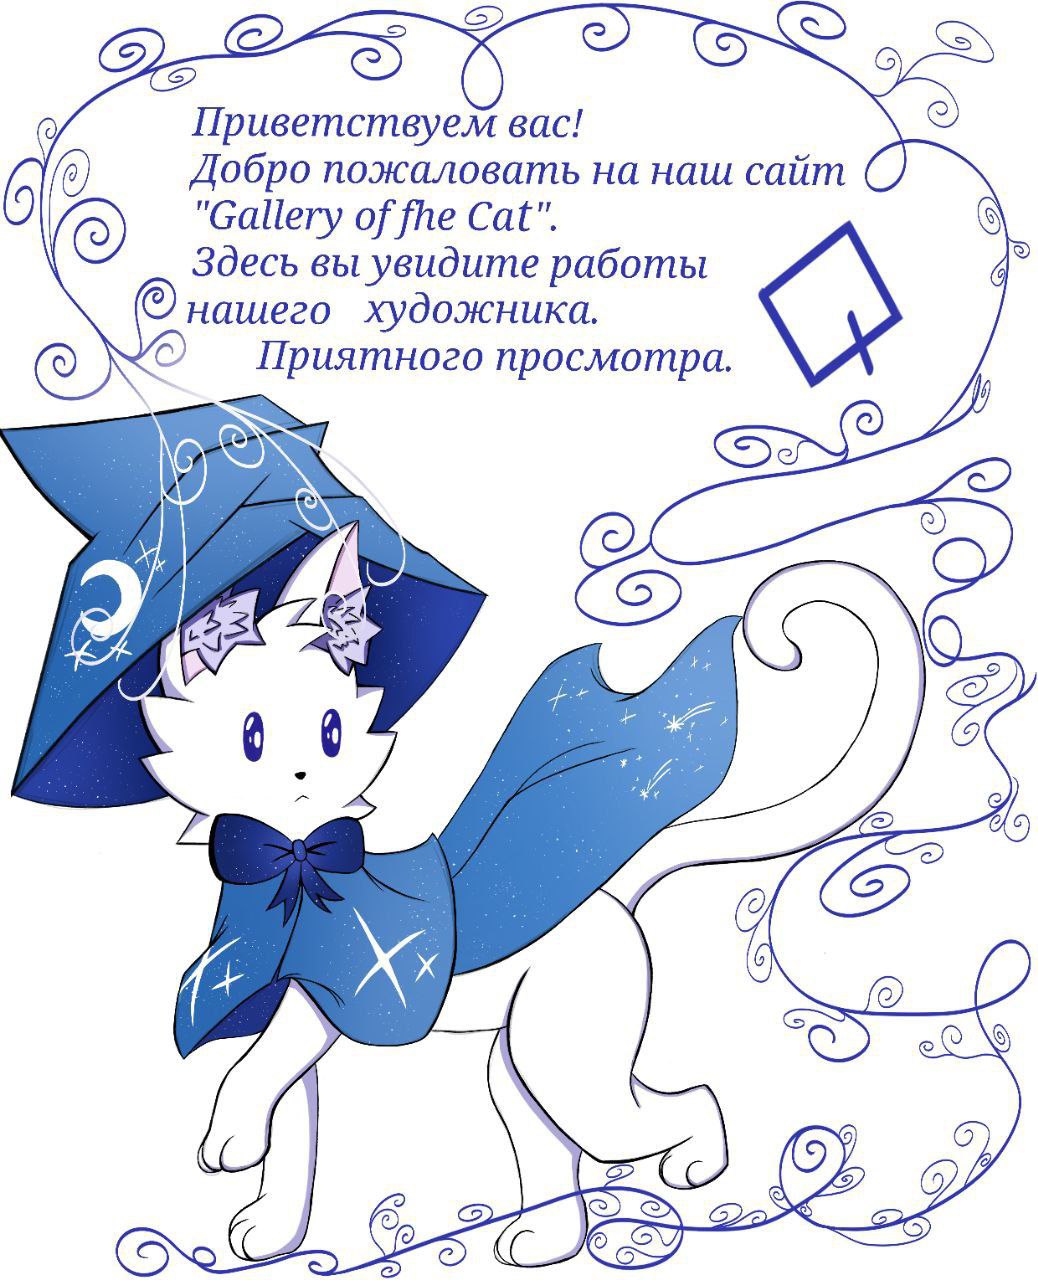 Приветствуем вас!
Добро пожаловать на наш сайт
"Gallery of fhe Cat".
Здесь вы увидите работы
нашего художника.
Приятного просмотра.